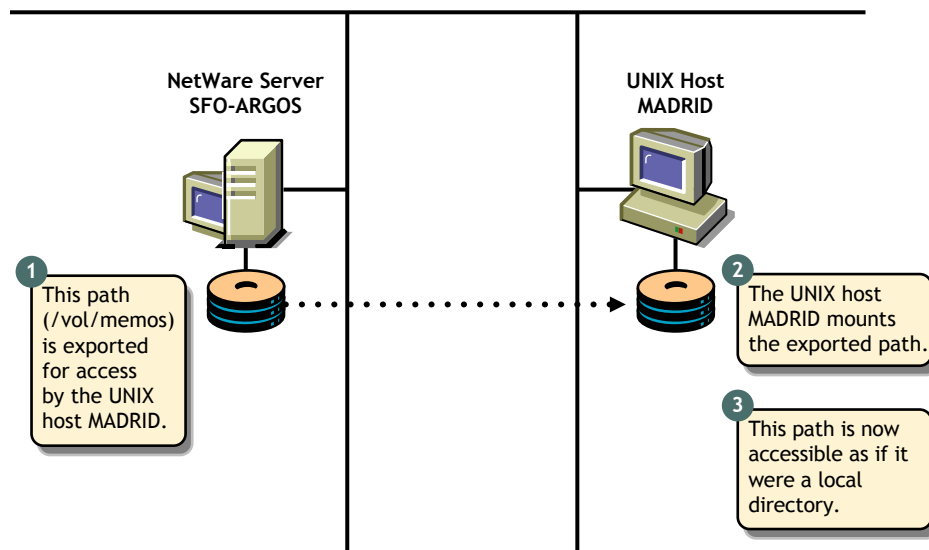 NetWare Server
SFO-ARGOS
UNIX Host
MADRID
1
This path
(/vol/memos)
is exported
for access
by the UNIX
host MADRID.
2
The UNIX host
MADRID mounts
the exported path.
3
This path is now
accessible as if it
were a local
directory.